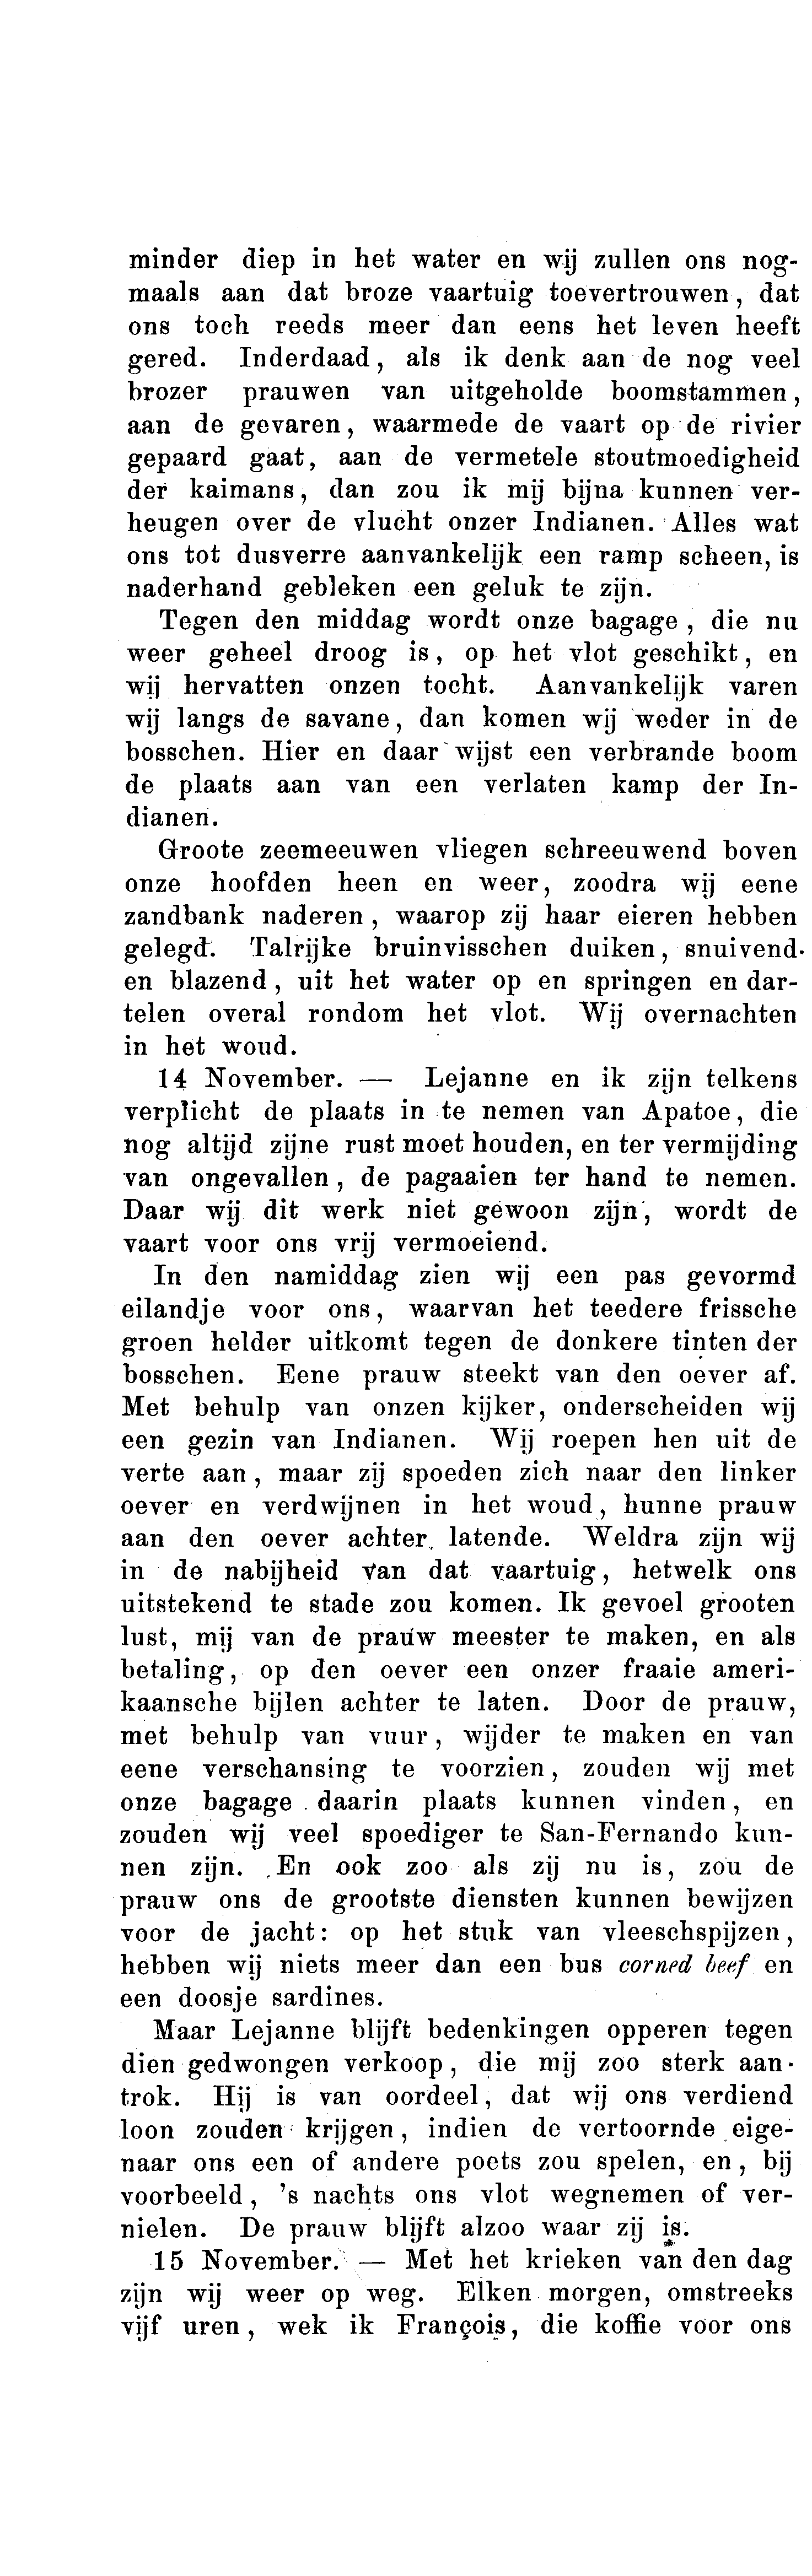 minder diep in het water en wij zullen ons nog-
maals aan dat broze vaartuig toevertrouwen, dat
ons toch reeds meer dan eens het leven heeft
gered. Inderdaad, als ik denk aan de nog veel
brozer prauwen van uitgeholde boomstammen,
aan de gevaren, waarmede de vaart op de rivier
gepaard gaat, aan de vermetele stoutmoedigheid
der kaimans, dan zou ik mij bijna kunnen ver-
heugen over de vlucht onzer Indianen. Alles wat
ons tot dusverre aanvankelijk een ramp scheen, is
naderhand gebleken een geluk te zijn.
Tegen den middag wordt onze bagage, die nu
weer geheel droog is, op het vlot geschikt, en
wij hervatten onzen tocht. Aanvankelijk varen
wij langs de savane, dan komen wij weder in de
bosschen. Hier en daar wijst een verbrande boom
de plaats aan van een verlaten kamp der In-
dianen.
Groote zeemeeuwen vliegen schreeuwend boven
onze hoofden heen en weer, zoodra wij eene
zandbank naderen, waarop zij haar eieren hebben
gelegd. Talrijke bruinvisschen duiken, snuivend
en blazend, uit het water op en springen en dar-
telen overal rondom het vlot. Wij overnachten
in het woud.
14 November. — Lejanne en ik zijn telkens
verplicht de plaats in te nemen van Apatoe, die
nog altijd zijne rust moet houden, en ter vermijding
van ongevallen, de pagaaien ter hand te nemen.
Daar wij dit werk niet gewoon zijn, wordt de
vaart voor ons vrij vermoeiend.
In den namiddag zien wij een pas gevormd
eilandje voor ons, waarvan het teedere frissche
groen helder uitkomt tegen de donkere tinten der
bosschen. Eene prauw steekt van den oever af.
Met behulp van onzen kijker, onderscheiden wij
een gezin van Indianen. Wij roepen hen uit de
verte aan, maar zij spoeden zich naar den linker
oever en verdwijnen in het woud, hunne prauw
aan den oever achter latende. Weldra zijn wij
in de nabijheid van dat vaartuig, hetwelk ons
uitstekend te stade zou komen. Ik gevoel grooten
lust, mij van de prauw meester te maken, en als
betaling, op den oever een onzer fraaie ameri-
kaansche bijlen achter te laten. Door de prauw,
met behulp van vuur, wijder te maken en van
eene verschansing te voorzien, zouden wij met
onze bagage daarin plaats kunnen vinden, en
zouden wij veel spoediger te San-Fernando kun-
nen zijn. En ook zoo als zij nu is, zou de
prauw ons de grootste diensten kunnen bewijzen
voor de jacht: op het stuk van vleeschspijzen,
hebben wij niets meer dan een bus corned beef en
een doosje sardines.
Maar Lejanne blijft bedenkingen opperen tegen
dien gedwongen verkoop, die mij zoo sterk aan-
trok. Hij is van oordeel, dat wij ons verdiend
loon zouden krijgen, indien de vertoornde eige-
naar ons een of andere poets zou spelen, en, bij
voorbeeld, 's nachts ons vlot wegnemen of ver-
nielen. De prauw blijft alzoo waar zij is.
15 November. — Met het krieken van den dag
zijn wij weer op weg. Elken morgen, omstreeks
vijf uren, wek ik François, die koffie voor ons